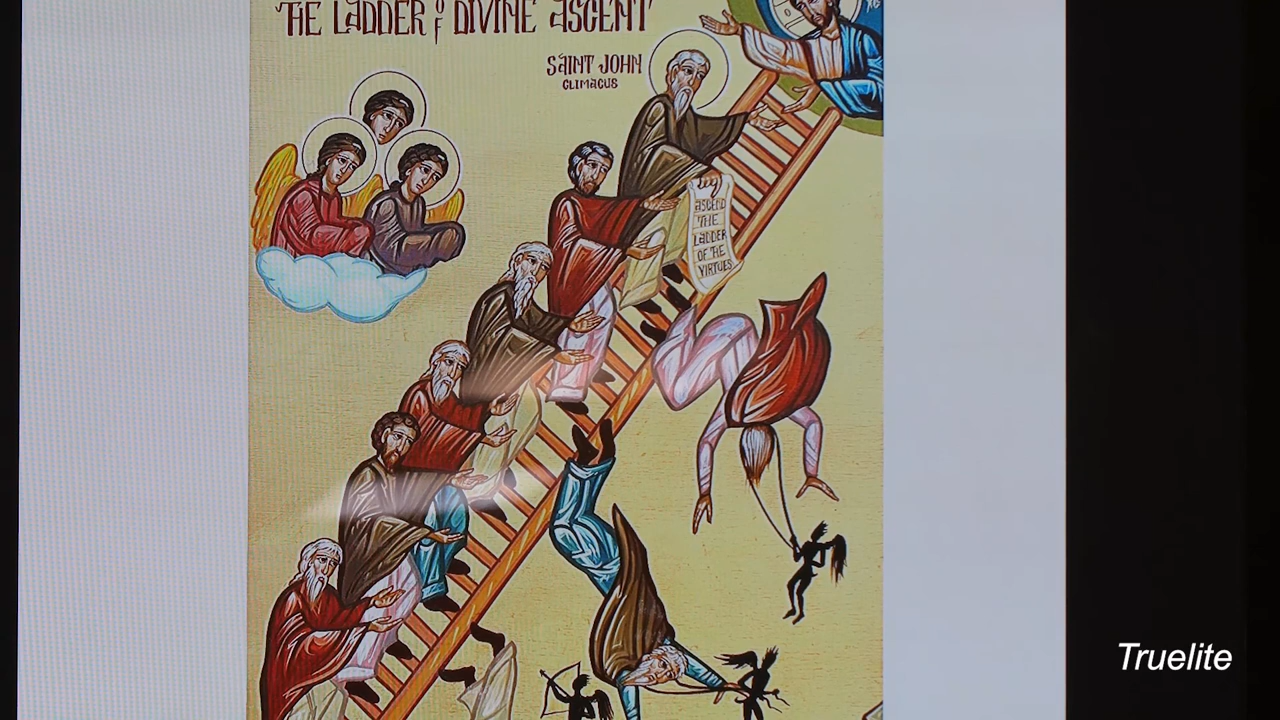 THE LADDER OF DIVINE ASCENT
SAINT JOHN
CLIMACUS
ASCEND
THE
LADDER
OF THE
VIRTUES
Truelite